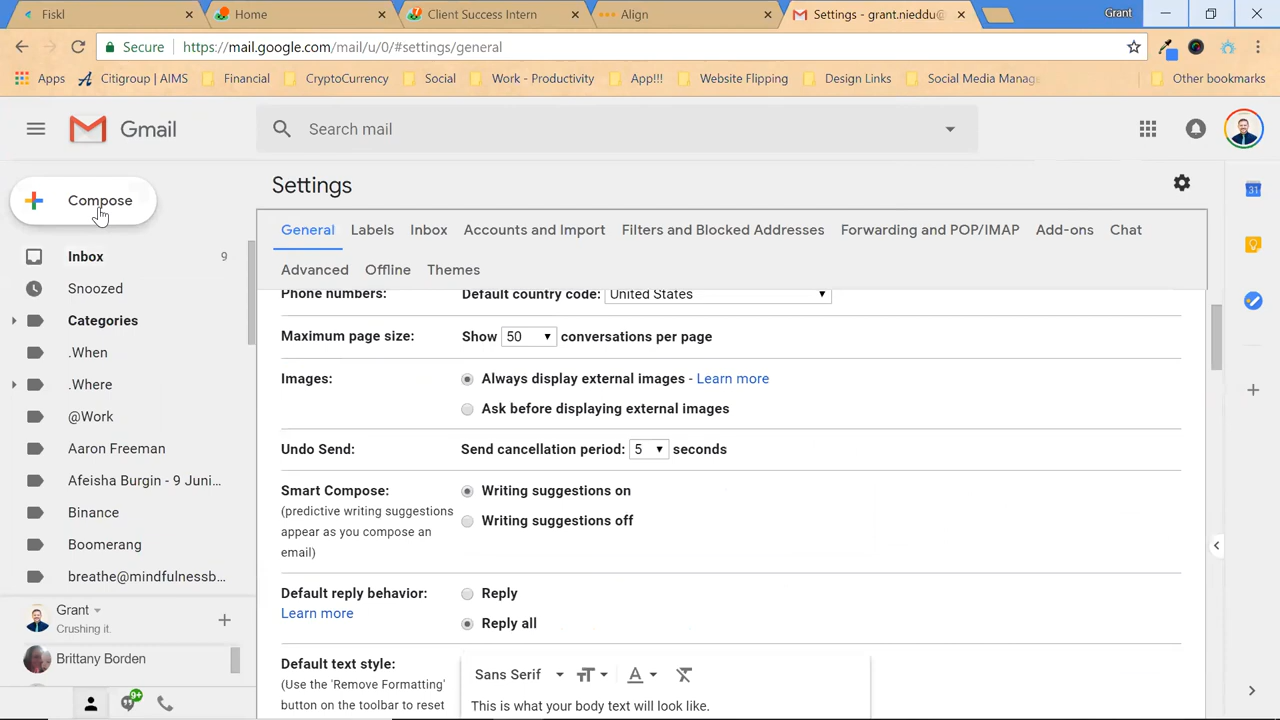 Fiskl
Home
Client Success Intern
Align
Settings - grant.nieddu@
Grant
Secure
https://mail.google.com/mail/u/0/#settings/general
Apps
Citigroup | AIMS
Financial
CryptoCurrency
Social
Work - Productivity
App!!!
Website Flipping
Design Links
Social Media Manag
Other bookmarks
Gmail
Search mail
Compose
Settings
General
Labels
Inbox
Accounts and Import
Filters and Blocked Addresses
Forwarding and POP/IMAP
Add-ons
Chat
Advanced
Offline
Themes
Inbox
9
Snoozed
Categories
.When
.Where
@Work
Aaron Freeman
Afeisha Burgin - 9 Juni...
Binance
Boomerang
breathe@mindfulnessb...
Grant
Crushing it.
Brittany Borden
9+
Phone numbers:
Default country code:
United States
Maximum page size:
Show 50 conversations per page
Images:
Always display external images - Learn more
Ask before displaying external images
Undo Send:
Send cancellation period: 5 seconds
Smart Compose:
(predictive writing suggestions
appear as you compose an
email)
Writing suggestions on
Writing suggestions off
Default reply behavior:
Learn more
Reply
Reply all
Default text style:
(Use the 'Remove Formatting'
button on the toolbar to reset
Sans Serif
This is what your body text will look like.
31